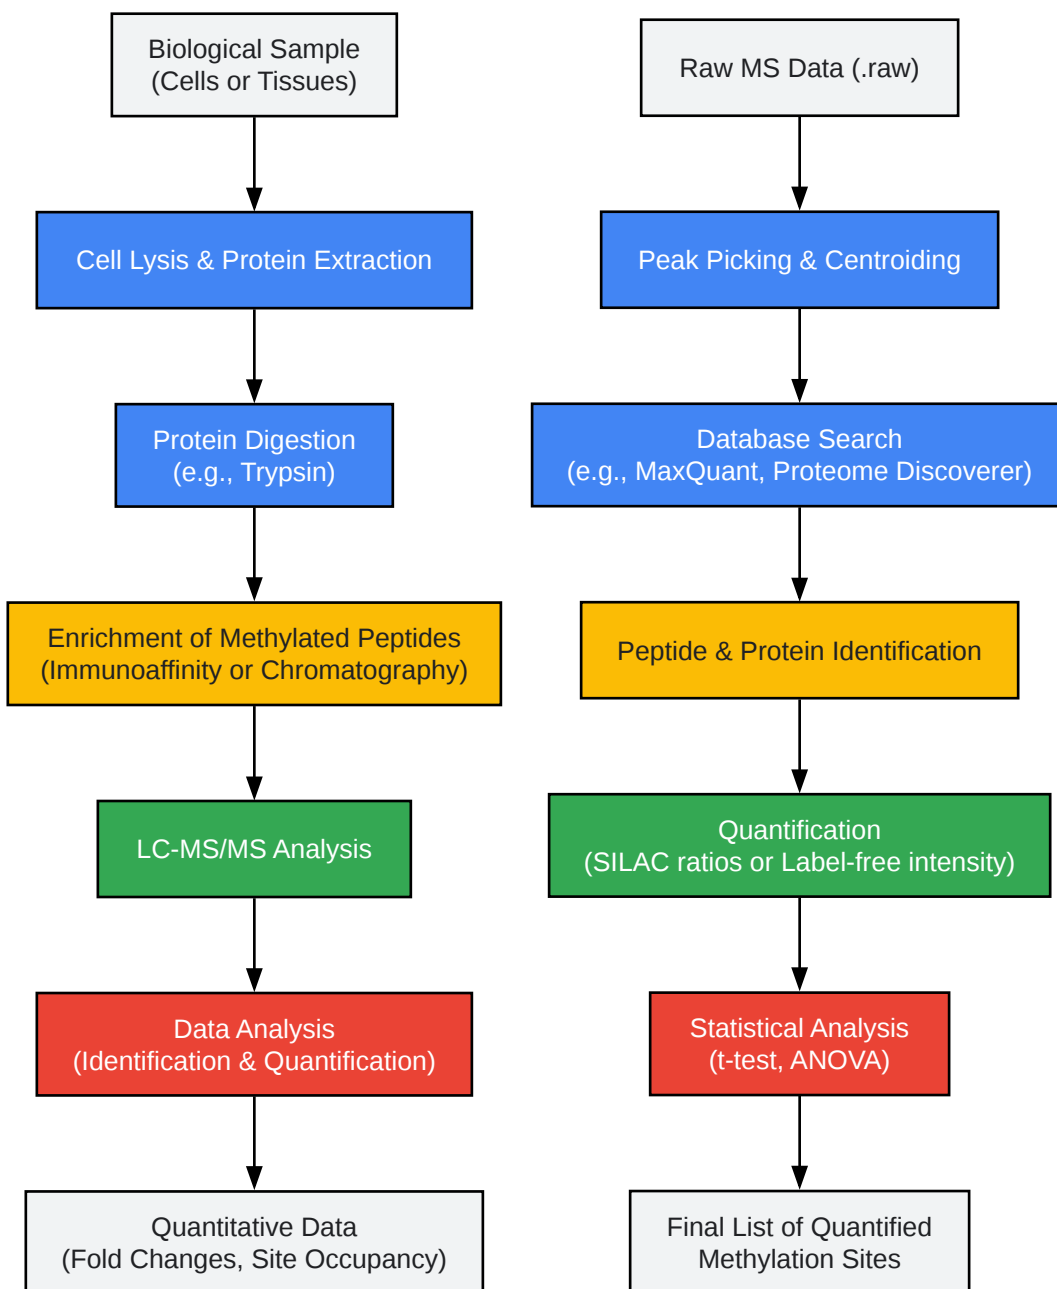 Biological Sample
(Cells or Tissues)
Cell Lysis & Protein Extraction
Protein Digestion
(e.g., Trypsin)
Enrichment of Methylated Peptides
(Immunoaffinity or Chromatography)
LC-MS/MS Analysis
Data Analysis
(Identification & Quantification)
Quantitative Data
(Fold Changes, Site Occupancy)
Raw MS Data (.raw)
Peak Picking & Centroiding
Database Search
(e.g., MaxQuant, Proteome Discoverer)
Peptide & Protein Identification
Quantification
(SILAC ratios or Label-free intensity)
Statistical Analysis
(t-test, ANOVA)
Final List of Quantified
Methylation Sites